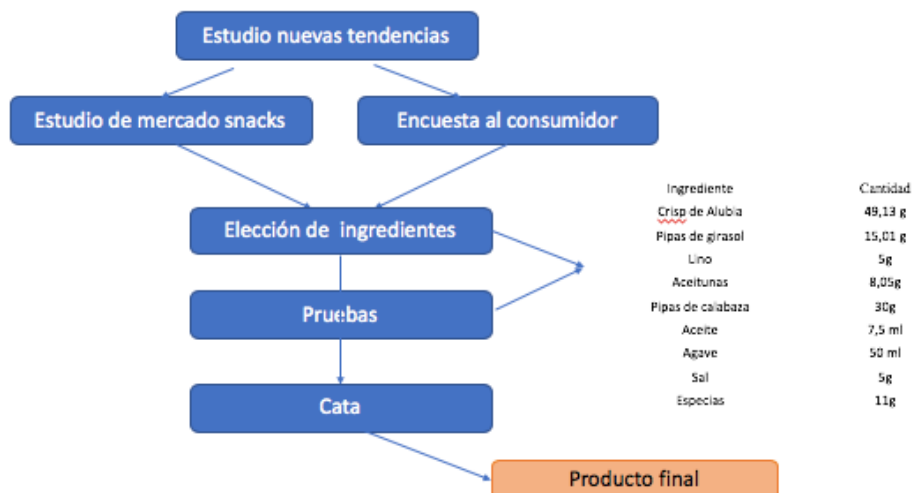 Estudio nuevas tendencias
Estudio de mercado snacks
Encuesta al consumidor
Elección de ingredientes
Pruebas
Cata
Producto final
Ingrediente Cantidad
Crisp de Alubia 49,13 g
Pipas de girasol 15,01 g
Lino 5g
Aceitunas 8,05g
Pipas de calabaza 30g
Aceite 7,5 ml
Agave 50 ml
Sal 5g
Especias 11g